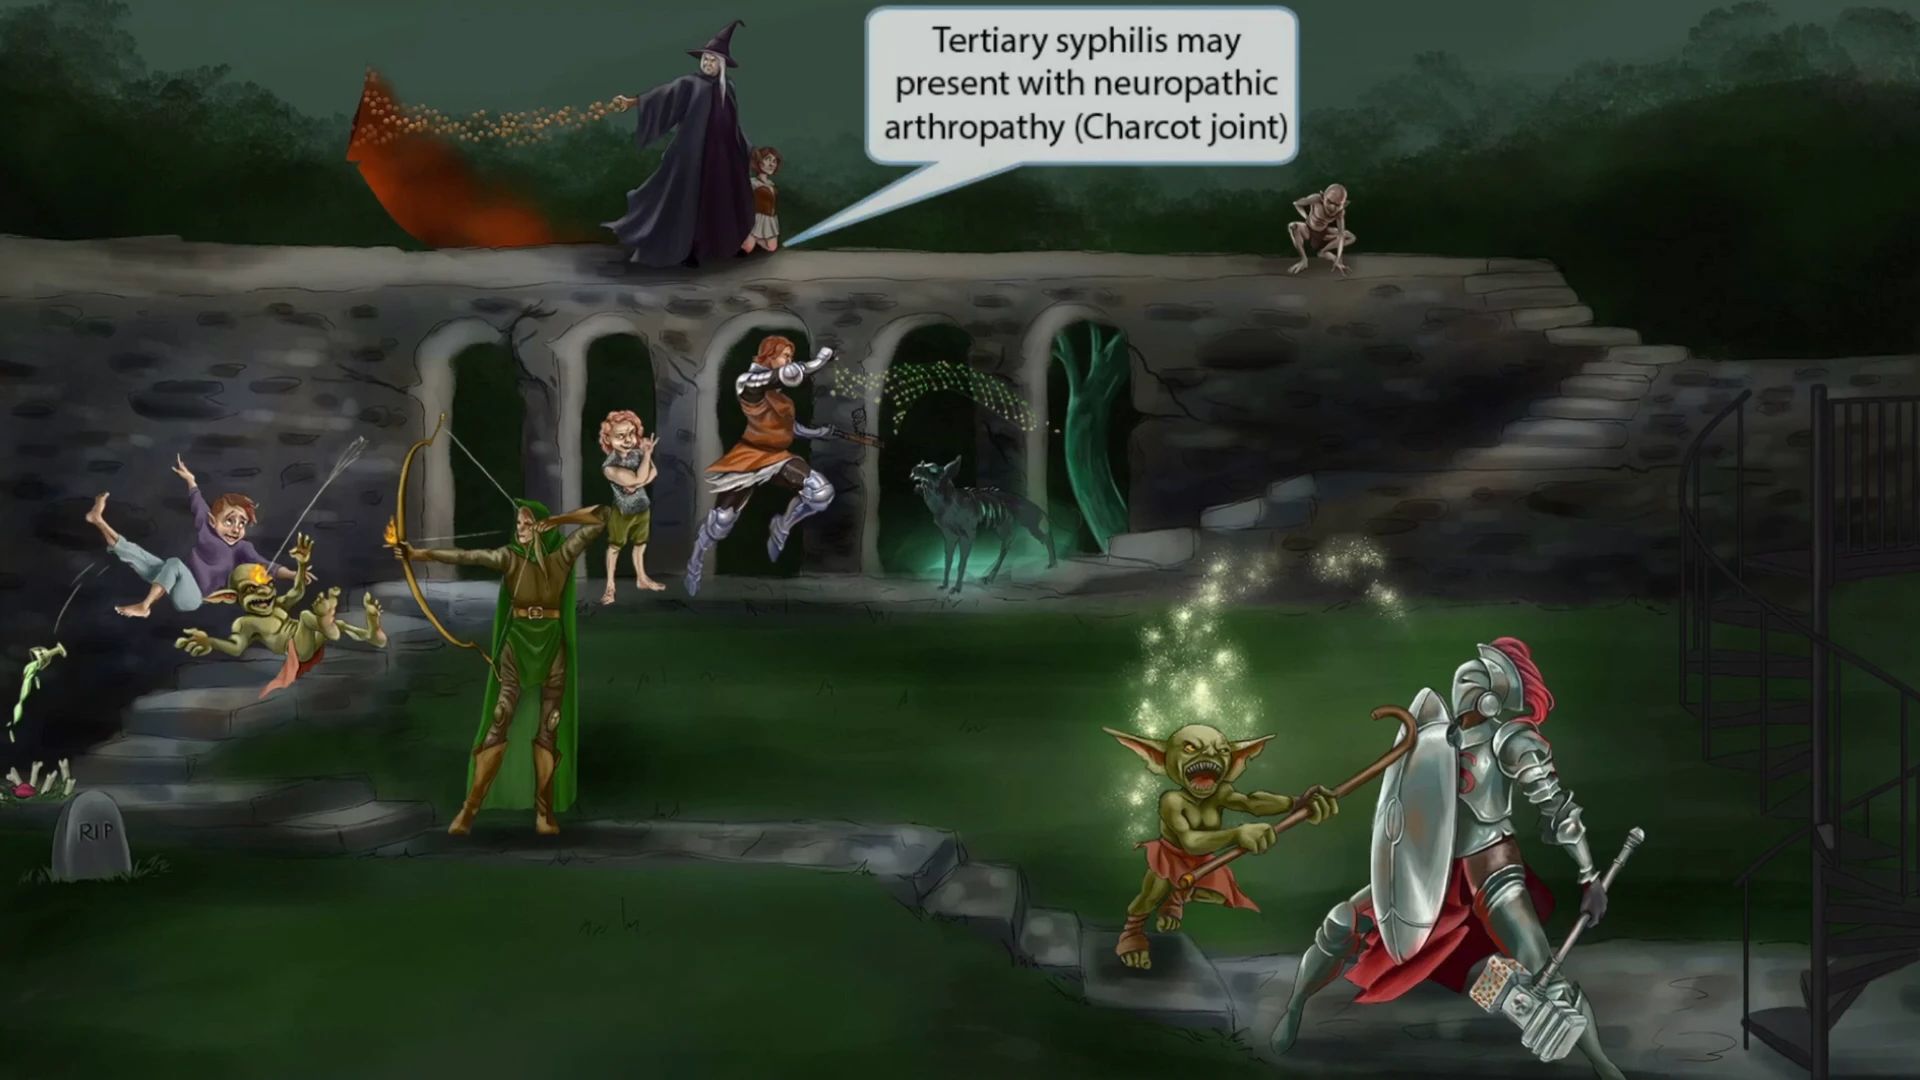 Tertiary syphilis may
present with neuropathic
arthropathy (Charcot joint)
RIP